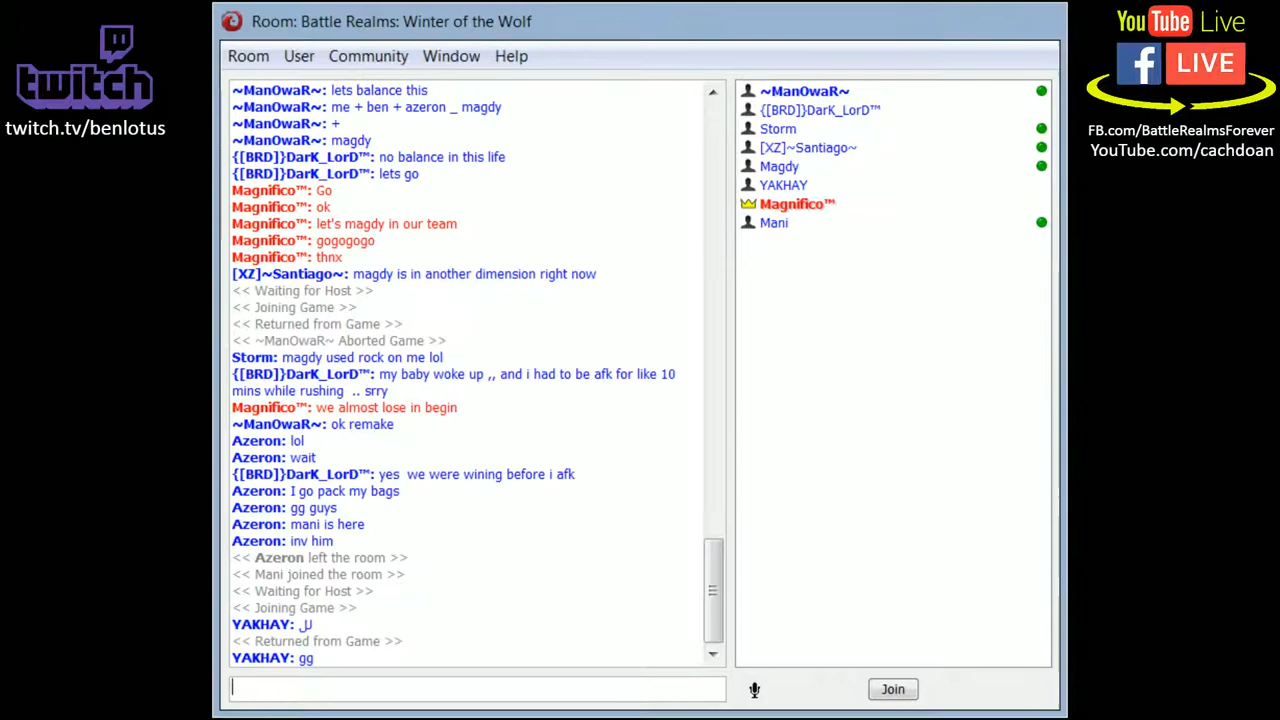 twitch
twitch.tv/benlotus
Room: Battle Realms: Winter of the Wolf
Room User Community Window Help
~ManOwaR~: lets balance this
~ManOwaR~: me + ben + azeron _ magdy
~ManOwaR~: +
~ManOwaR~: magdy
{[BRD]}DarK_LorD™: no balance in this life
{[BRD]}DarK_LorD™: lets go
Magnifico™: Go
Magnifico™: ok
Magnifico™: let's magdy in our team
Magnifico™: gogogogo
Magnifico™: thnx
[XZ]~Santiago~: magdy is in another dimension right now
<< Waiting for Host >>
<< Joining Game >>
<< Returned from Game >>
<< ~ManOwaR~ Aborted Game >>
Storm: magdy used rock on me lol
{[BRD]}DarK_LorD™: my baby woke up ,, and i had to be afk for like 10
mins while rushing .. srry
Magnifico™: we almost lose in begin
~ManOwaR~: ok remake
Azeron: lol
Azeron: wait
{[BRD]}DarK_LorD™: yes we were wining before i afk
Azeron: I go pack my bags
Azeron: gg guys
Azeron: mani is here
Azeron: inv him
<< Azeron left the room >>
<< Mani joined the room >>
<< Waiting for Host >>
<< Joining Game >>
YAKHAY: لل
<< Returned from Game >>
YAKHAY: gg
~ManOwaR~
{[BRD]}DarK_LorD™
Storm
[XZ]~Santiago~
Magdy
YAKHAY
Magnifico™
Mani
Join
YouTube Live
f LIVE
FB.com/BattleRealmsForever
YouTube.com/cachdoan